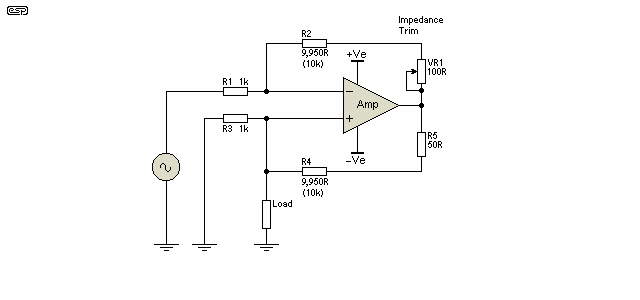 esp
Impedance
Trim
R2
9,950R
(10k)
+Ve
VR1
100R
R1 1k
−
Amp
+
R3 1k
R5
50R
−Ve
R4
9,950R
(10k)
Load